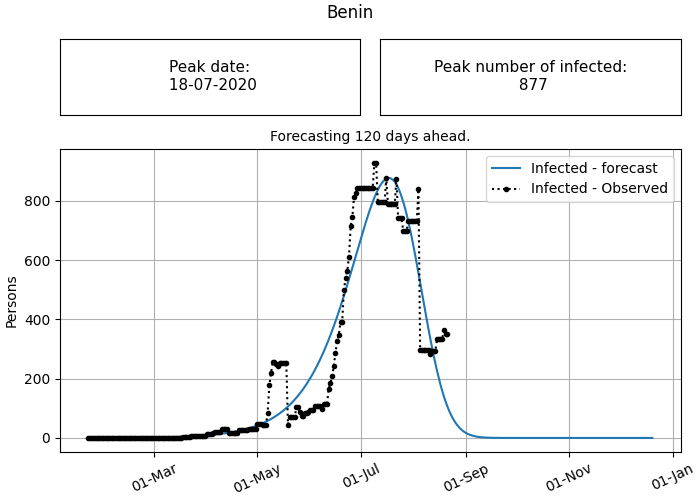 Benin
Peak date:
18-07-2020
Peak number of infected:
877
Forecasting 120 days ahead.
Infected - forecast
Infected - Observed
Persons
800
600
400
200
0
01-Mar
01-May
01-Jul
01-Sep
01-Nov
01-Jan